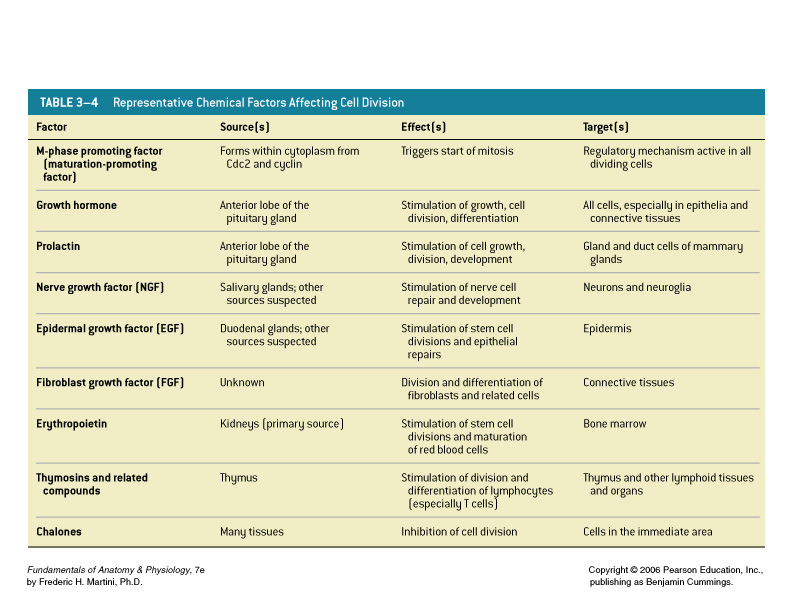 TABLE 3–4 Representative Chemical Factors Affecting Cell Division
Factor Source(s) Effect(s) Target(s)
M-phase promoting factor
(maturation-promoting
factor)
Forms within cytoplasm from
Cdc2 and cyclin
Triggers start of mitosis
Regulatory mechanism active in all
dividing cells
Growth hormone
Anterior lobe of the
pituitary gland
Stimulation of growth, cell
division, differentiation
All cells, especially in epithelia and
connective tissues
Prolactin
Anterior lobe of the
pituitary gland
Stimulation of cell growth,
division, development
Gland and duct cells of mammary
glands
Nerve growth factor (NGF)
Salivary glands; other
sources suspected
Stimulation of nerve cell
repair and development
Neurons and neuroglia
Epidermal growth factor (EGF)
Duodenal glands; other
sources suspected
Stimulation of stem cell
divisions and epithelial
repairs
Epidermis
Fibroblast growth factor (FGF)
Unknown
Division and differentiation of
fibroblasts and related cells
Connective tissues
Erythropoietin
Kidneys (primary source)
Stimulation of stem cell
divisions and maturation
of red blood cells
Bone marrow
Thymosins and related
compounds
Thymus
Stimulation of division and
differentiation of lymphocytes
(especially T cells)
Thymus and other lymphoid tissues
and organs
Chalones
Many tissues
Inhibition of cell division
Cells in the immediate area
Fundamentals of Anatomy & Physiology, 7e
by Frederic H. Martini, Ph.D.
Copyright © 2006 Pearson Education, Inc.,
publishing as Benjamin Cummings.